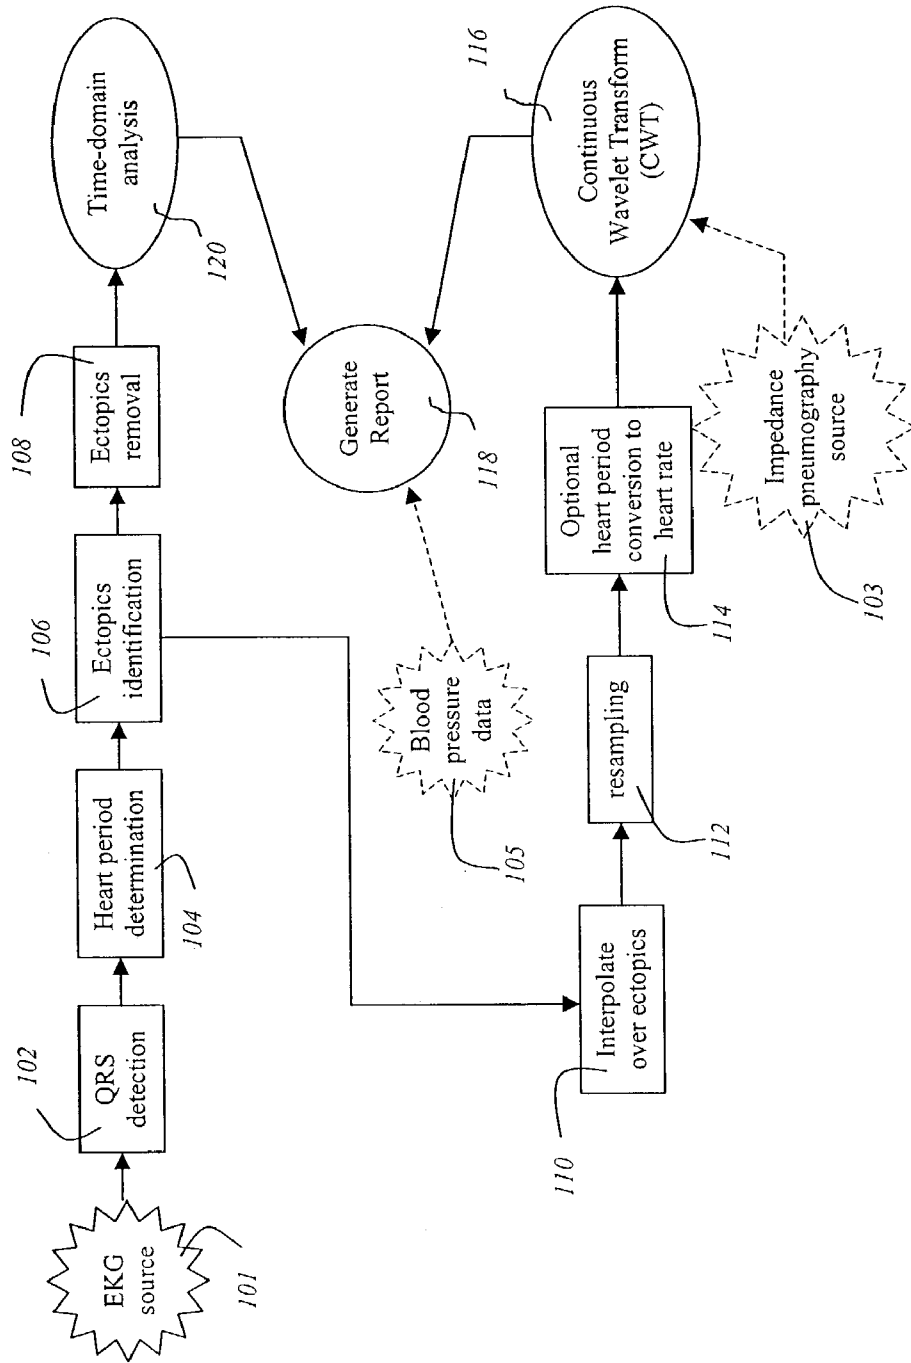 EKG
source
101
QRS
detection
102
Heart period
determination
104
Ectopics
identification
106
Ectopics
removal
108
Time-domain
analysis
120
Generate
Report
118
Blood
pressure
data
105
Interpolate
over ectopics
110
resampling
112
Optional
heart period
conversion to
heart rate
114
Continuous
Wavelet Transform
(CWT)
116
Impedance
pneumography
source
103